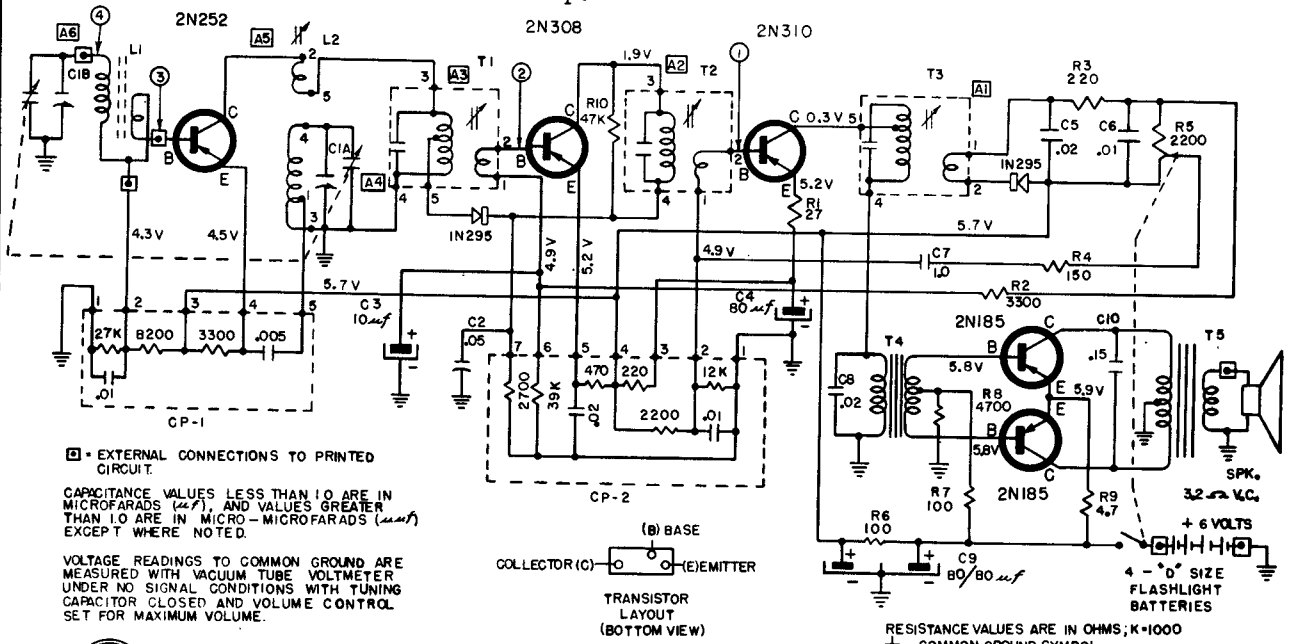 2N252
2N308
2N310
A6
4
L1
C1B
3
B
C
E
A5
2
L2
5
4
C1A
3
A4
A3
T1
3
4
5
2
1
1N295
2
B
C
E
1.9V
R10
47K
A2
T2
3
4
2
1
1
B
C
E
0.3V
5
5.2V
R1
27
T3
A1
4
2
1N295
R3
220
C5
.02
C6
.01
R5
2200
4.3V
4.5V
5.7V
4.9V
5.2V
4.9V
5.7V
C7
1.0
R4
150
R2
3300
C3
10uf
C4
80uf
C2
.05
1
2
3
4
5
27K
8200
3300
.005
.01
CP-1
7
6
5
4
3
2
1
2700
39K
470
220
12K
.02
2200
.01
CP-2
C8
.02
T4
2N185
5.8V
B
C
E
R8
4700
5.9V
E
B
5.8V
C
2N185
C10
.15
T5
SPK.
3.2Ω V.C.
R7
100
R6
100
R9
4.7
C9
80/80uf
+ 6 VOLTS
4 - "D" SIZE
FLASHLIGHT
BATTERIES
= EXTERNAL CONNECTIONS TO PRINTED
CIRCUIT.
CAPACITANCE VALUES LESS THAN 1.0 ARE IN
MICROFARADS (uf), AND VALUES GREATER
THAN 1.0 ARE IN MICRO-MICROFARADS (uuf)
EXCEPT WHERE NOTED.
VOLTAGE READINGS TO COMMON GROUND ARE
MEASURED WITH VACUUM TUBE VOLTMETER
UNDER NO SIGNAL CONDITIONS WITH TUNING
CAPACITOR CLOSED AND VOLUME CONTROL
SET FOR MAXIMUM VOLUME.
(B) BASE
COLLECTOR (C)
(E) EMITTER
TRANSISTOR
LAYOUT
(BOTTOM VIEW)
RESISTANCE VALUES ARE IN OHMS; K=1000
COMMON GROUND SYMBOL